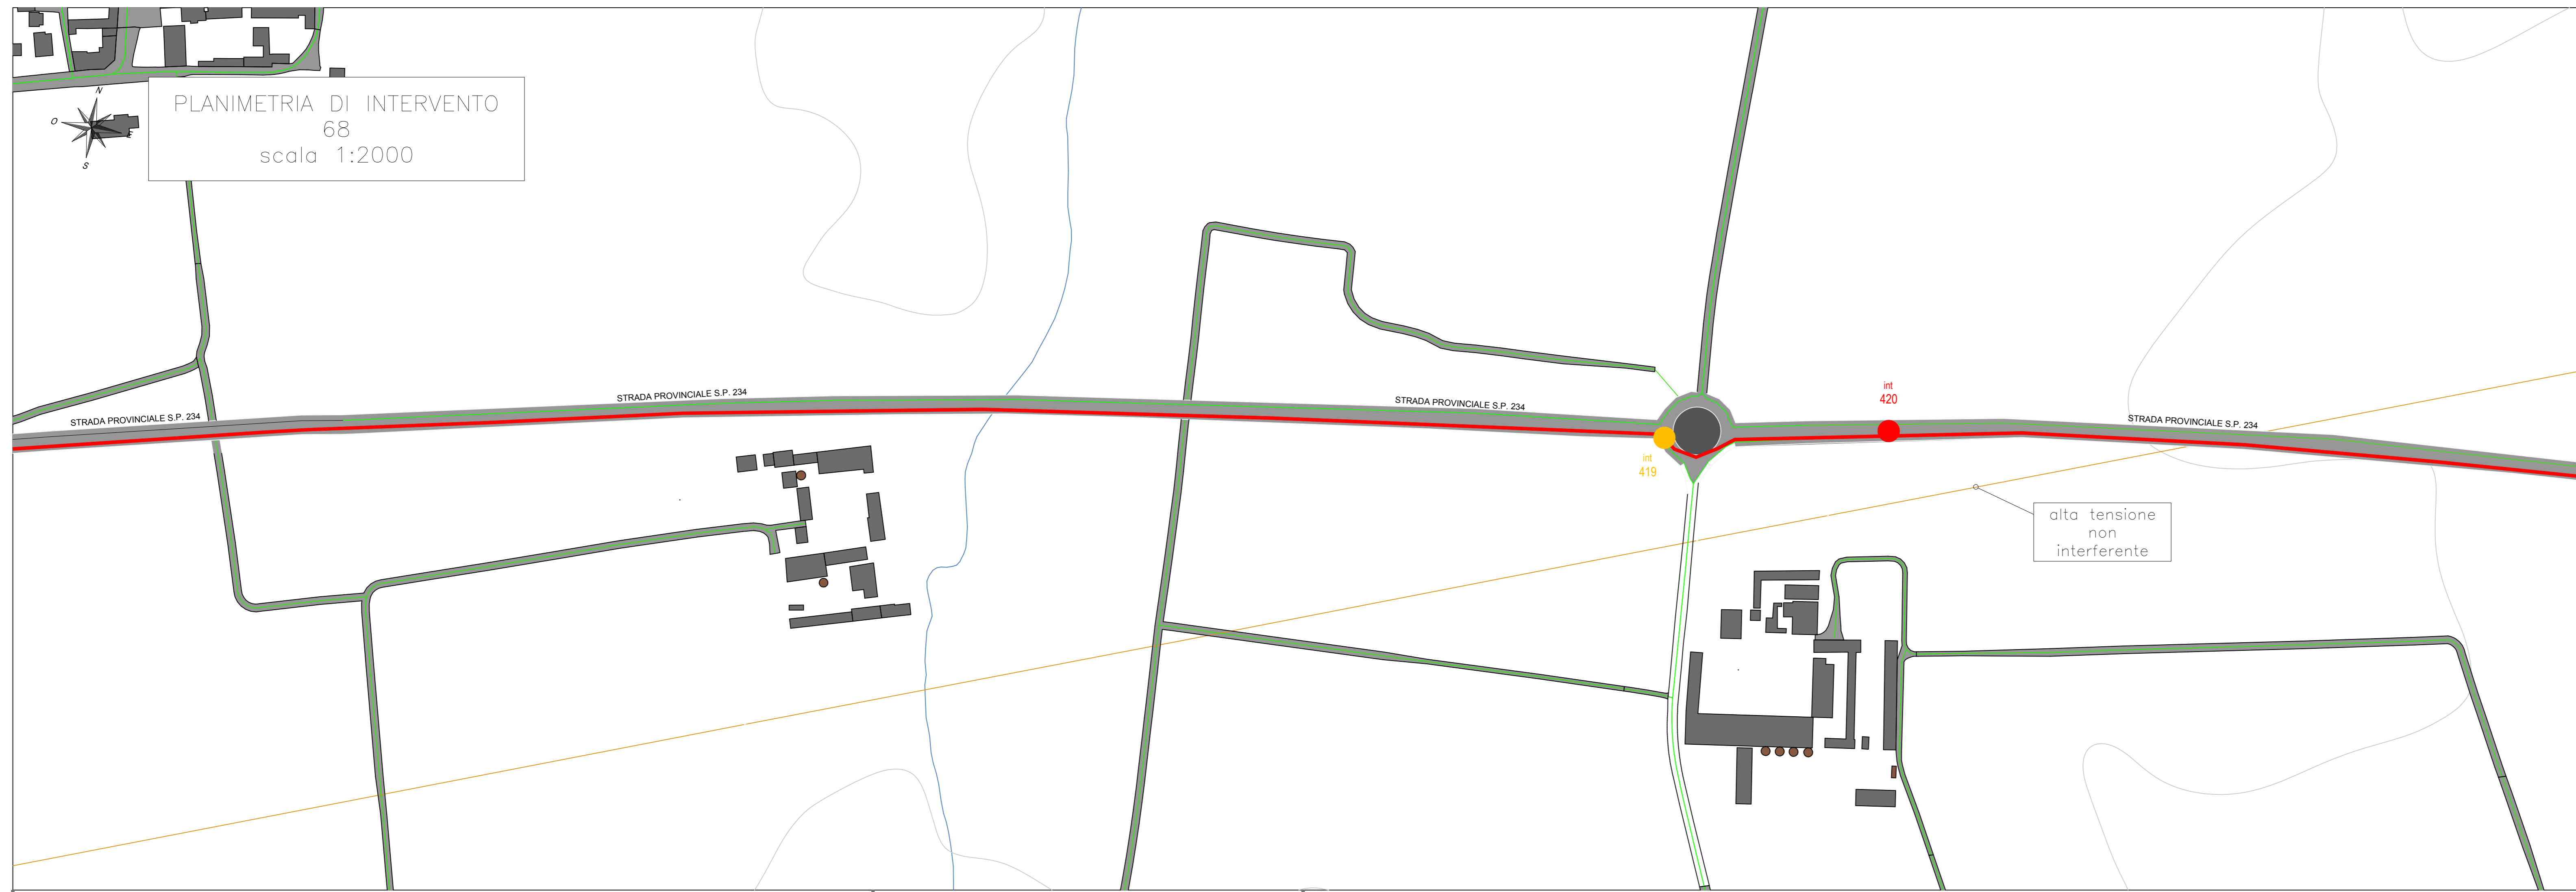 PLANIMETRIA DI INTERVENTO
68
scala 1:2000
N
O
E
S
STRADA PROVINCIALE S.P. 234
STRADA PROVINCIALE S.P. 234
STRADA PROVINCIALE S.P. 234
STRADA PROVINCIALE S.P. 234
int
420
int
419
alta tensione
non
interferente